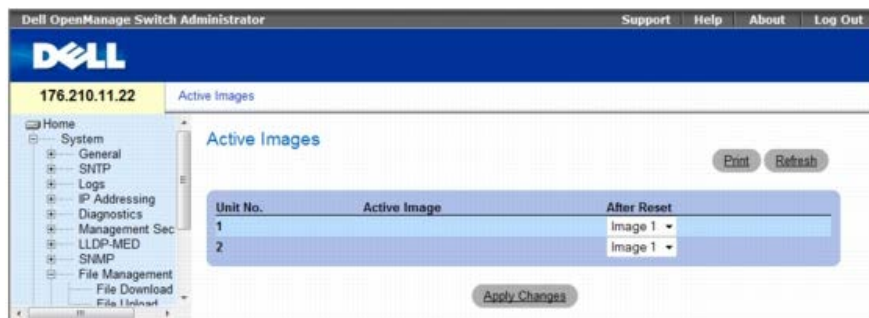 Dell OpenManage Switch Administrator
Support Help About Log Out
DELL
176.210.11.22
Active Images
Home
System
General
SNTP
Logs
IP Addressing
Diagnostics
Management Sec
LLDP-MED
SNMP
File Management
File Download
File Upload
Active Images
Print Refresh
Unit No. Active Image After Reset
1 Image 1
2 Image 1
Apply Changes